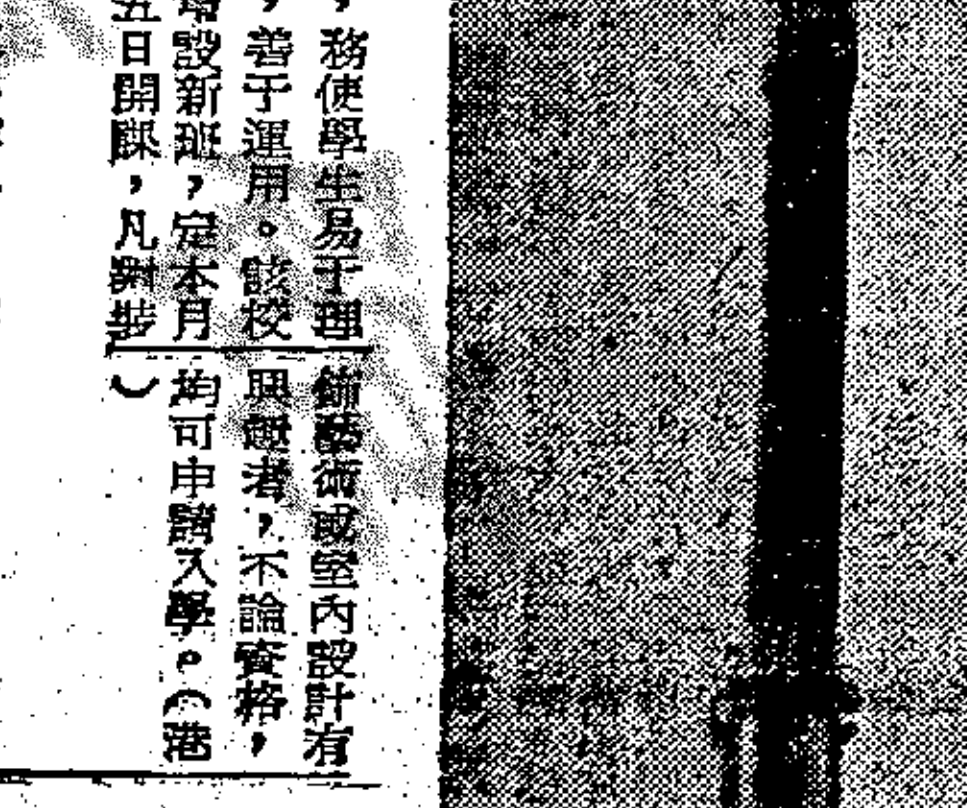 ，務使學生易于理
，善于運用。該校
增設新班，定本月
五日開課，凡對裝
飾藝術或室內設計有
興趣者，不論資格，
均可申請入學。（港
）